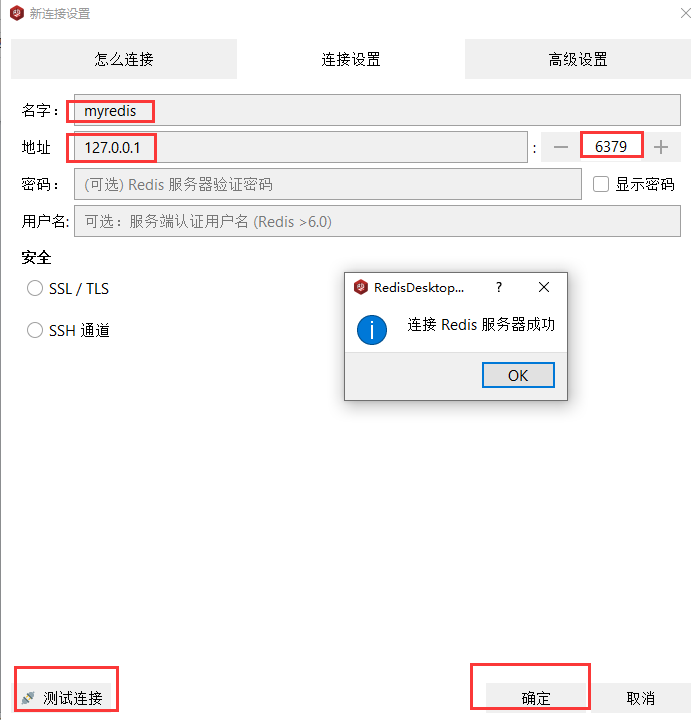 新连接设置
怎么连接 连接设置 高级设置
名字： myredis
地址 127.0.0.1 : 6379
密码： (可选) Redis 服务器验证密码 显示密码
用户名: 可选：服务端认证用户名 (Redis >6.0)
安全
SSL / TLS
SSH 通道
RedisDesktop... ?
连接 Redis 服务器成功
OK
测试连接 确定 取消